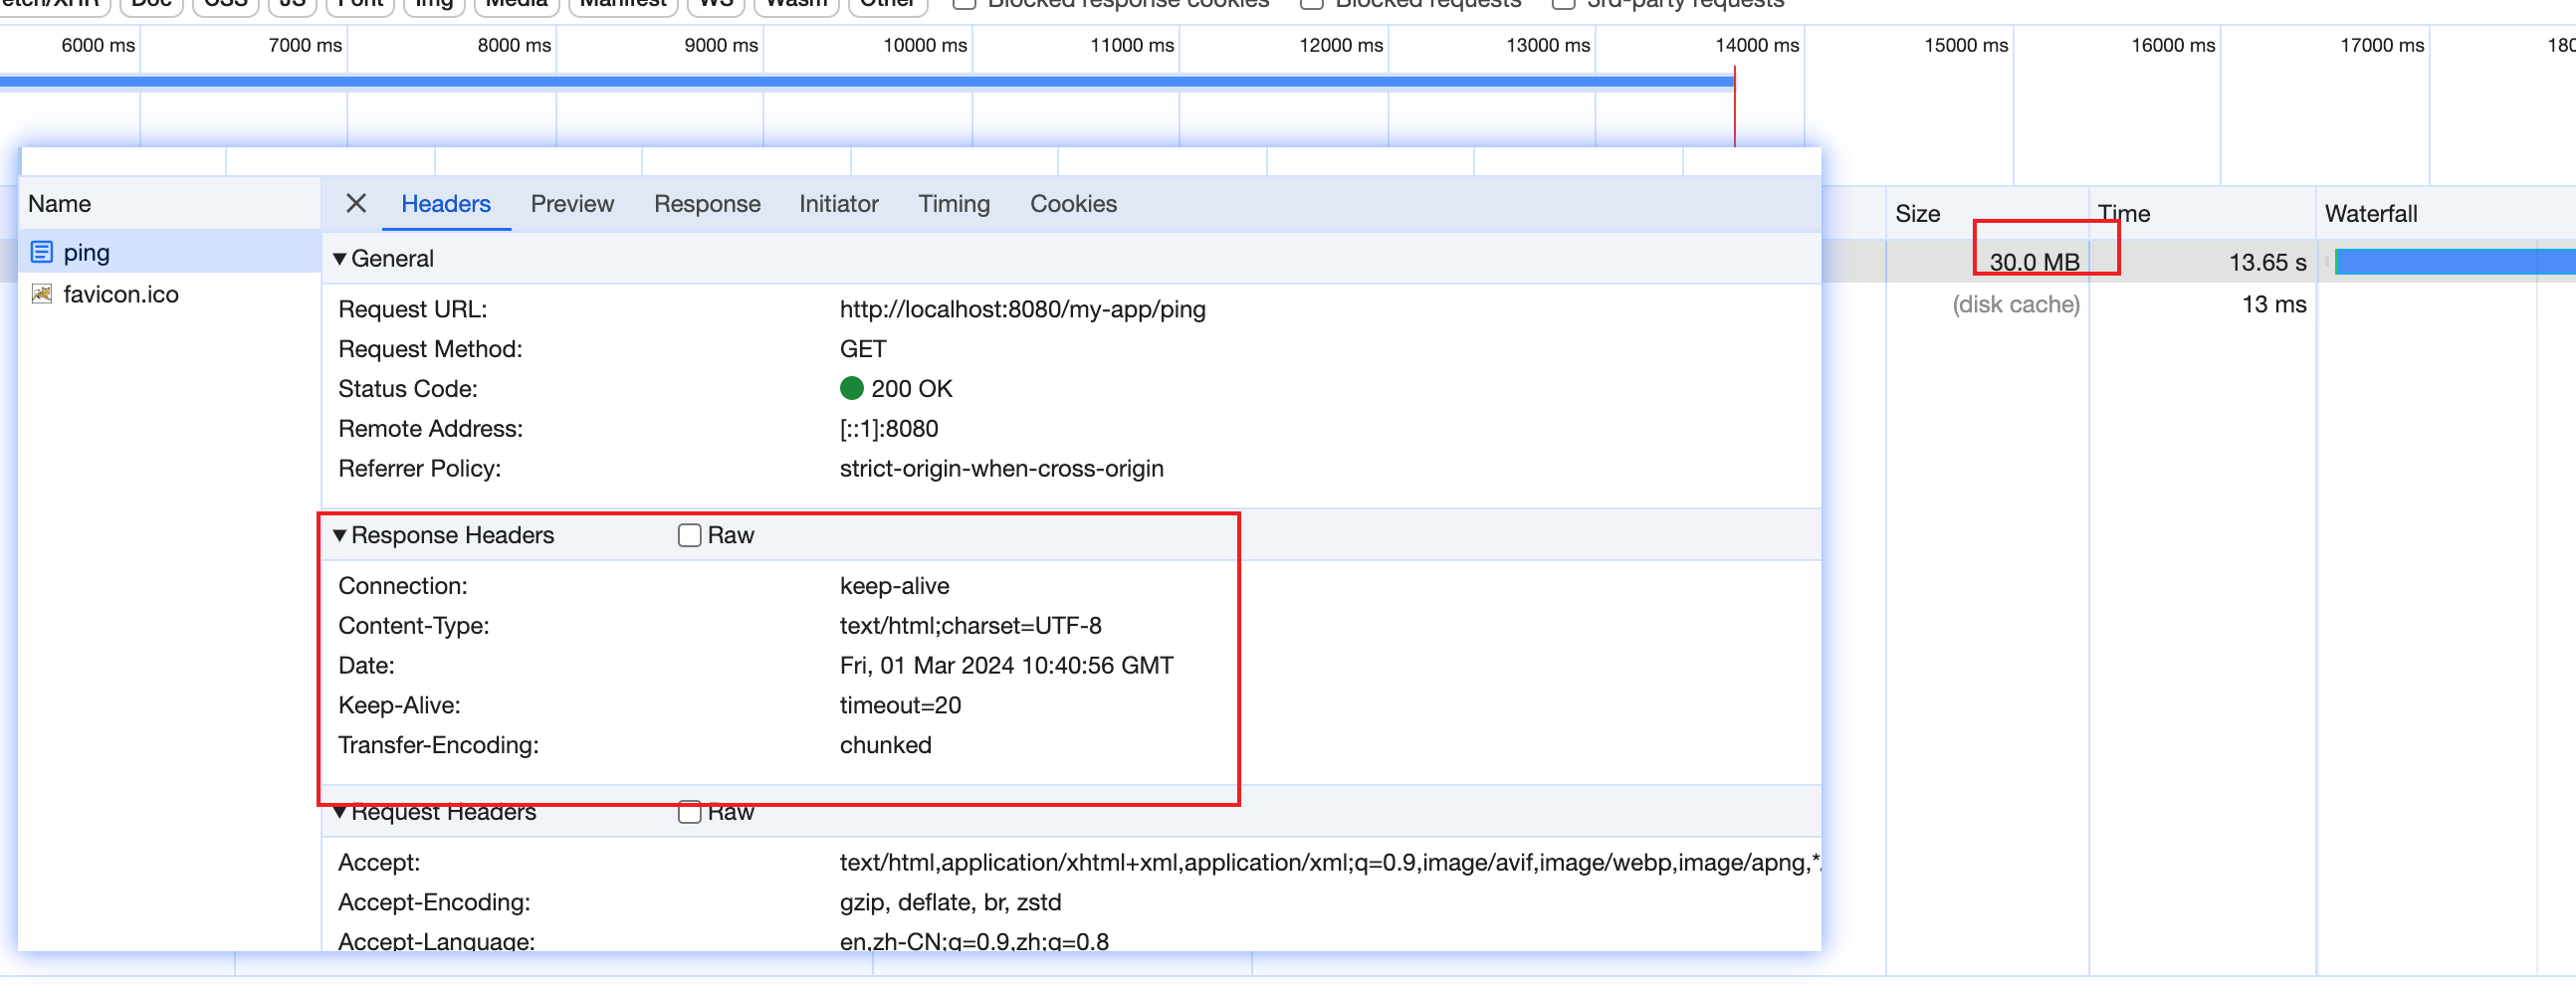 etch/XHR Doc CSS JS Font Img Media Manifest WS Wasm Other Blocked response cookies Blocked requests 3rd-party requests
6000 ms 7000 ms 8000 ms 9000 ms 10000 ms 11000 ms 12000 ms 13000 ms 14000 ms 15000 ms 16000 ms 17000 ms 180
Name Headers Preview Response Initiator Timing Cookies
Size Time Waterfall
ping
30.0 MB 13.65 s
favicon.ico
(disk cache) 13 ms
General
Request URL: http://localhost:8080/my-app/ping
Request Method: GET
Status Code: 200 OK
Remote Address: [::1]:8080
Referrer Policy: strict-origin-when-cross-origin
Response Headers Raw
Connection: keep-alive
Content-Type: text/html;charset=UTF-8
Date: Fri, 01 Mar 2024 10:40:56 GMT
Keep-Alive: timeout=20
Transfer-Encoding: chunked
Request Headers Raw
Accept: text/html,application/xhtml+xml,application/xml;q=0.9,image/avif,image/webp,image/apng,*
Accept-Encoding: gzip, deflate, br, zstd
Accept-Language: en,zh-CN;q=0.9,zh;q=0.8